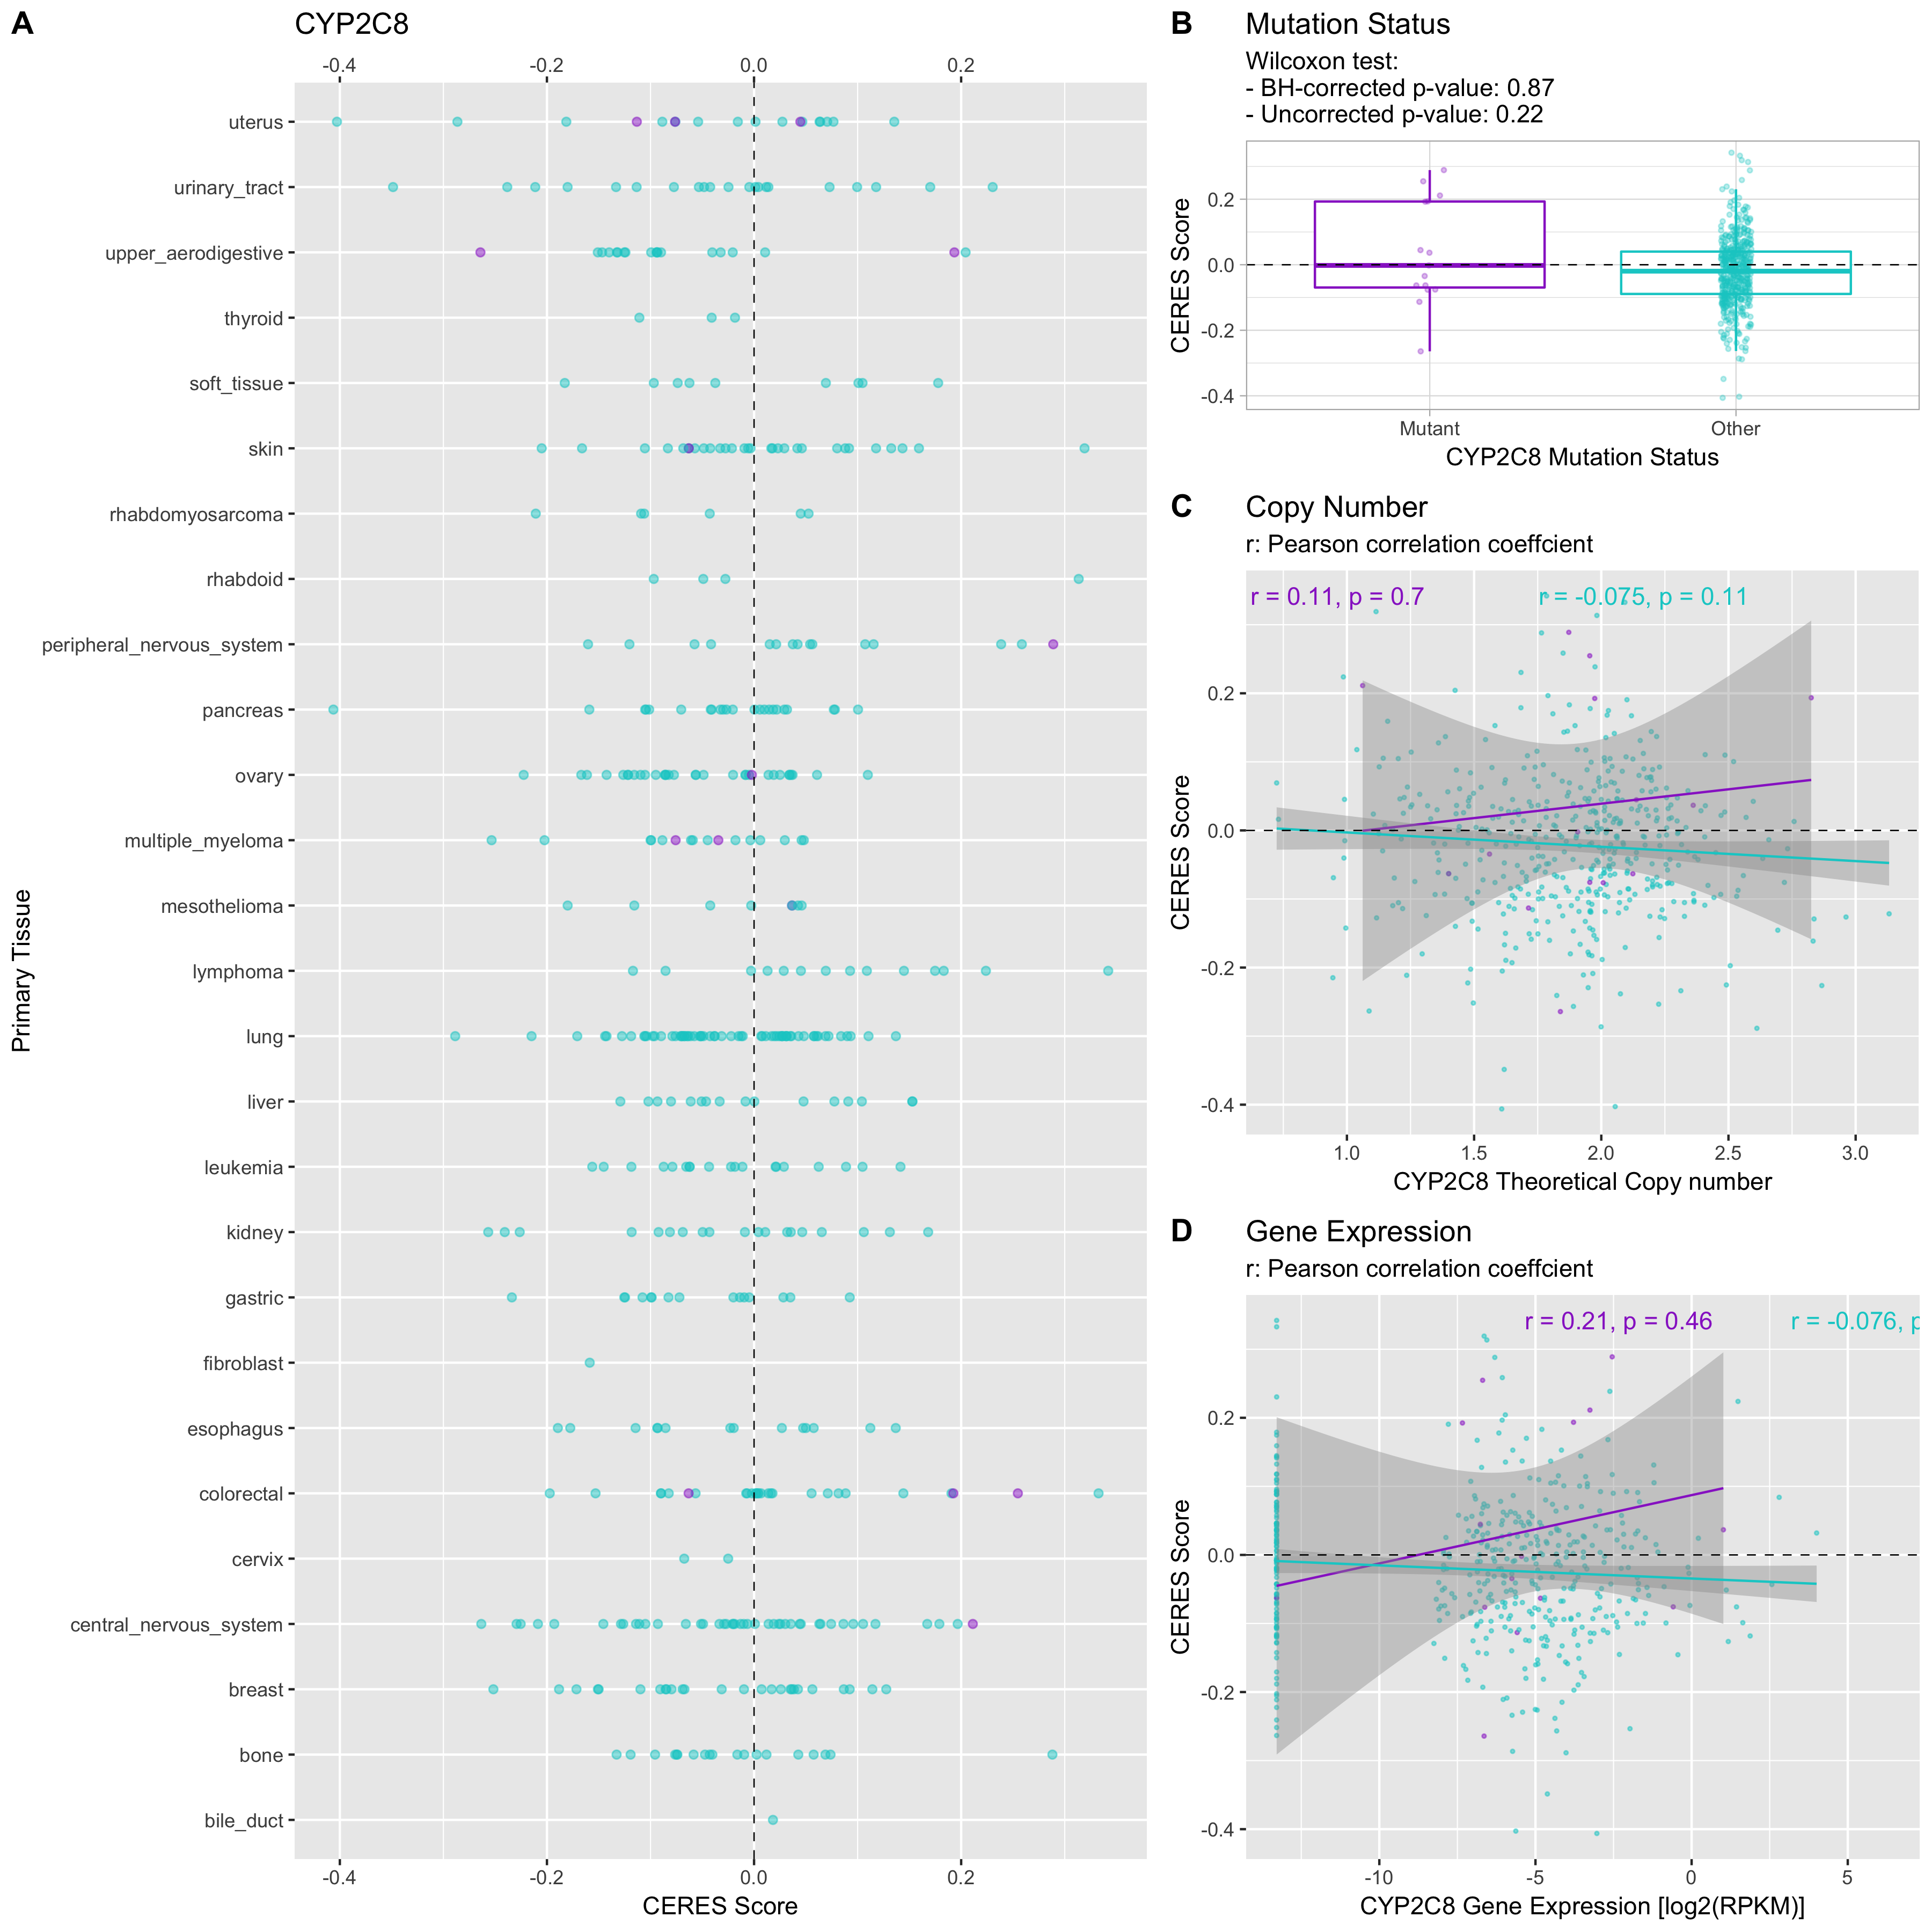 A
CYP2C8
-0.4
-0.2
0.0
0.2
uterus
urinary_tract
upper_aerodigestive
thyroid
soft_tissue
skin
rhabdomyosarcoma
rhabdoid
peripheral_nervous_system
pancreas
ovary
multiple_myeloma
mesothelioma
lymphoma
lung
liver
leukemia
kidney
gastric
fibroblast
esophagus
colorectal
cervix
central_nervous_system
breast
bone
bile_duct
Primary Tissue
-0.4
-0.2
0.0
0.2
CERES Score
B
Mutation Status
Wilcoxon test:
- BH-corrected p-value: 0.87
- Uncorrected p-value: 0.22
0.2
0.0
-0.2
-0.4
CERES Score
Mutant
Other
CYP2C8 Mutation Status
C
Copy Number
r: Pearson correlation coeffcient
r = 0.11, p = 0.7
r = -0.075, p = 0.11
0.2
0.0
-0.2
-0.4
CERES Score
1.0
1.5
2.0
2.5
3.0
CYP2C8 Theoretical Copy number
D
Gene Expression
r: Pearson correlation coeffcient
r = 0.21, p = 0.46
r = -0.076, p
0.2
0.0
-0.2
-0.4
CERES Score
-10
-5
0
5
CYP2C8 Gene Expression [log2(RPKM)]